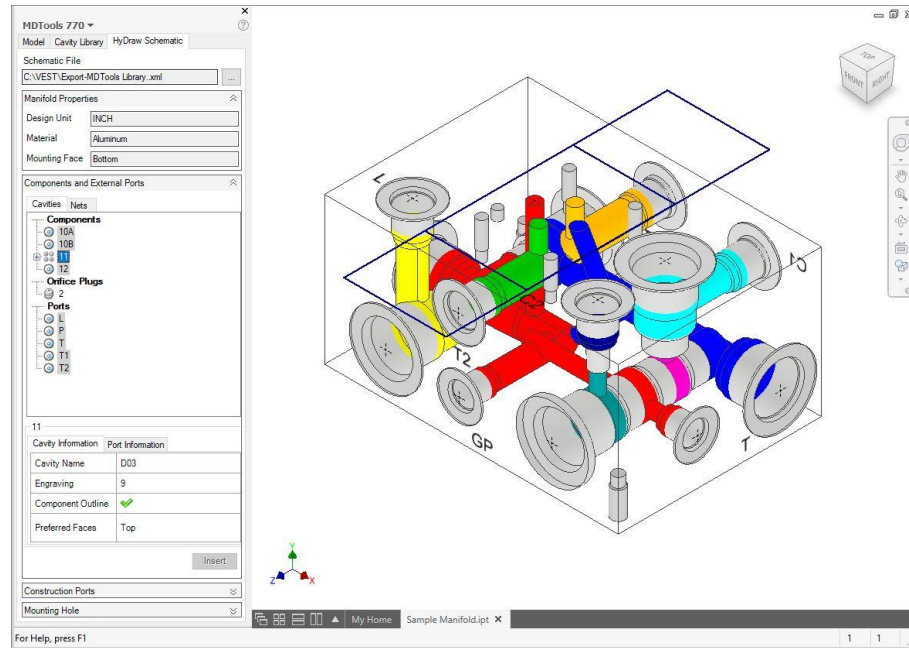 MDTools 770
Model Cavity Library HyDraw Schematic
Schematic File
C:\VEST\Export-MDTools Library..xml ...
Manifold Properties
Design Unit INCH
Material Aluminum
Mounting Face Bottom
Components and External Ports
Cavities Nets
Components
10A
10B
11
12
Orifice Plugs
2
Ports
L
P
T
T1
T2
11
Cavity Information Port Information
Cavity Name D03
Engraving 9
Component Outline
Preferred Faces Top
Insert
Construction Ports
Mounting Hole
For Help, press F1
TOP
FRONT RIGHT
L
C1
C2
T2
GP
T
Y
Z X
My Home Sample Manifold.ipt
1 1